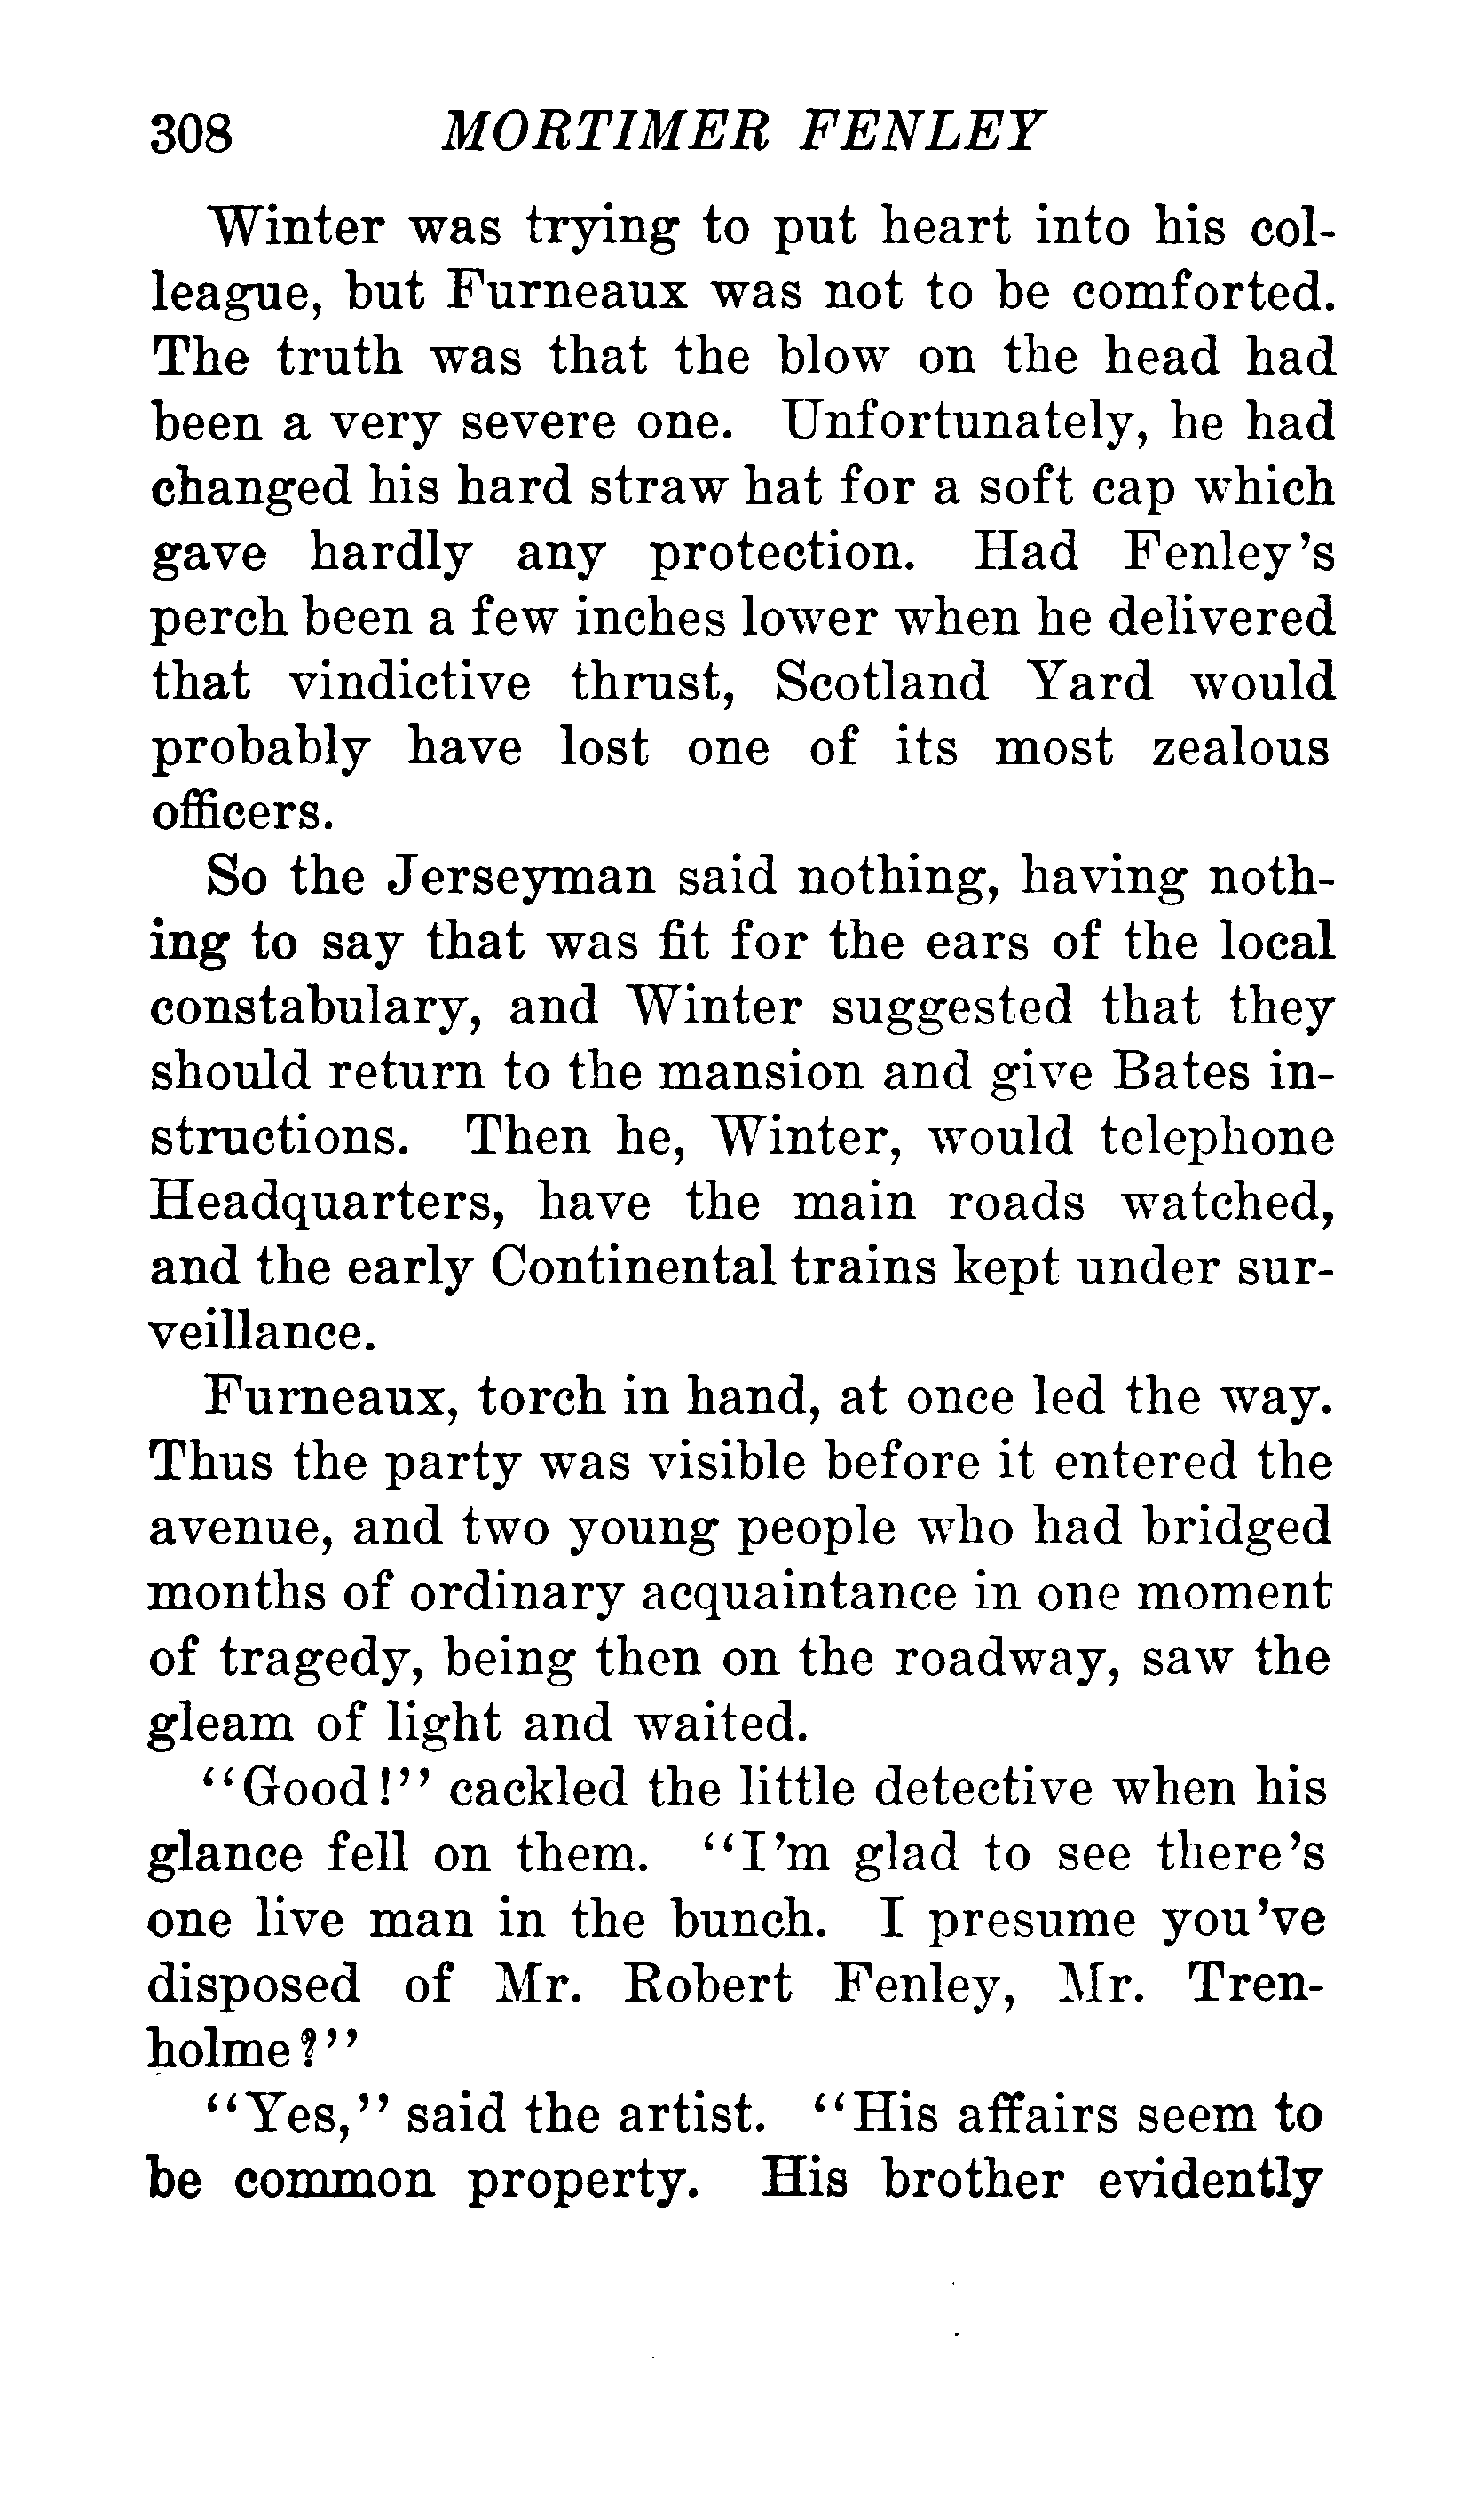 308 MORTIMER FENLEY
Winter was trying to put heart into his col-
league, but Furneaux was not to be comforted.
The truth was that the blow on the head had
been a very severe one. Unfortunately, he had
changed his hard straw hat for a soft cap which
gave hardly any protection. Had Fenley's
perch been a few inches lower when he delivered
that vindictive thrust, Scotland Yard would
probably have lost one of its most zealous
officers.
So the Jerseyman said nothing, having noth-
ing to say that was fit for the ears of the local
constabulary, and Winter suggested that they
should return to the mansion and give Bates in-
structions. Then he, Winter, would telephone
Headquarters, have the main roads watched,
and the early Continental trains kept under sur-
veillance.
Furneaux, torch in hand, at once led the way.
Thus the party was visible before it entered the
avenue, and two young people who had bridged
months of ordinary acquaintance in one moment
of tragedy, being then on the roadway, saw the
gleam of light and waited.
"Good!" cackled the little detective when his
glance fell on them. "I'm glad to see there's
one live man in the bunch. I presume you've
disposed of Mr. Robert Fenley, Mr. Tren-
holme?"
"Yes," said the artist. "His affairs seem to
be common property. His brother evidently